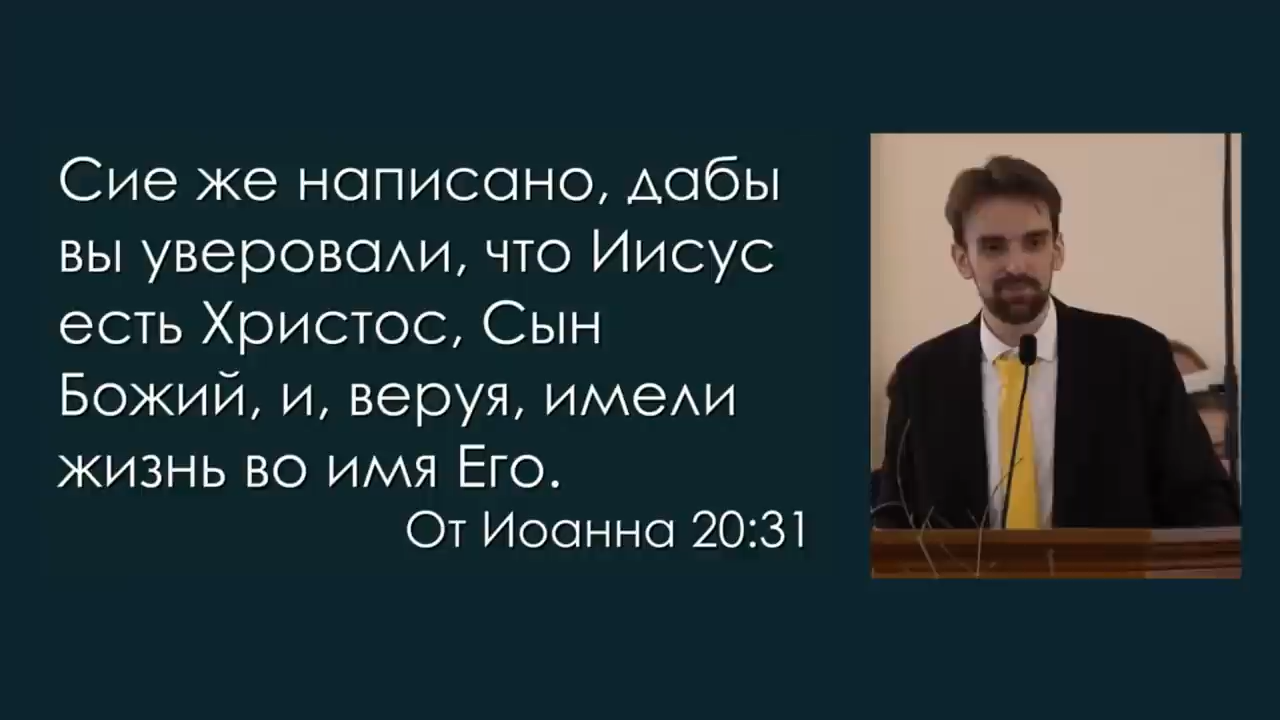 Сие же написано, дабы
вы уверовали, что Иисус
есть Христос, Сын
Божий, и, веруя, имели
жизнь во имя Его.
От Иоанна 20:31